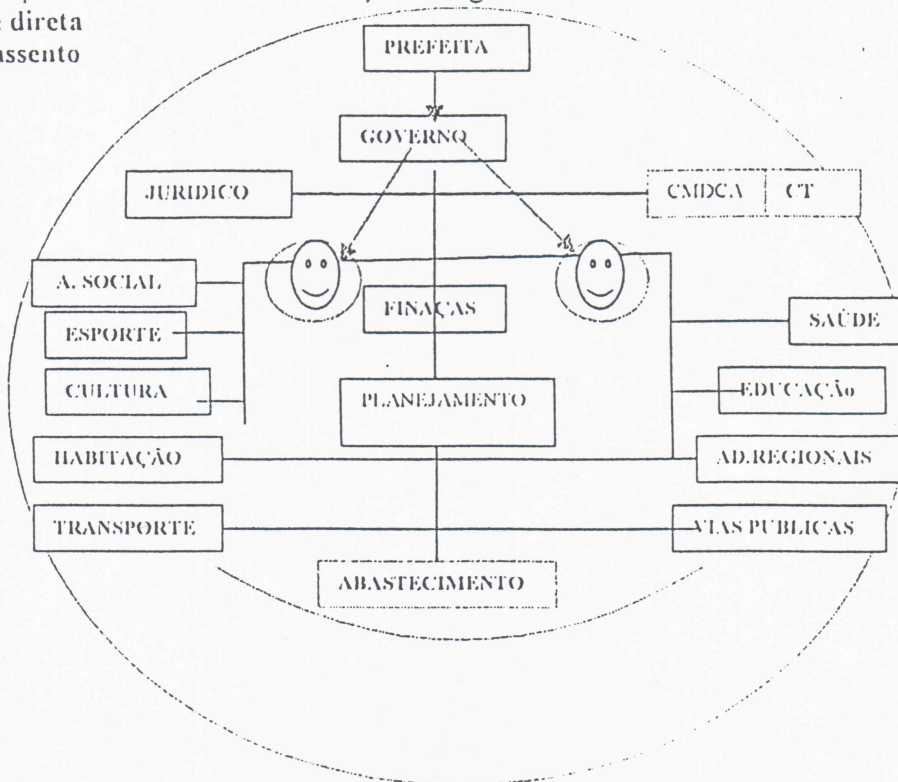 direta
assento
PREFEITA
GOVERNO
JURIDICO
CMDCA CT
A. SOCIAL
FINAÇAS
SAÚDE
ESPORTE
CULTURA
PLANEJAMENTO
EDUCAÇÃo
HABITAÇÃO
AD.REGIONAIS
TRANSPORTE
VIAS PUBLICAS
ABASTECIMENTO